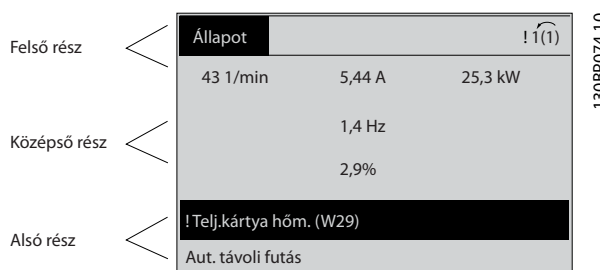 Felső rész
Állapot
! 1(1)
43 1/min 5,44 A 25,3 kW
Középső rész
1,4 Hz
2,9%
! Telj.kártya hőm. (W29)
Alsó rész
Aut. távoli futás
130BP074.10